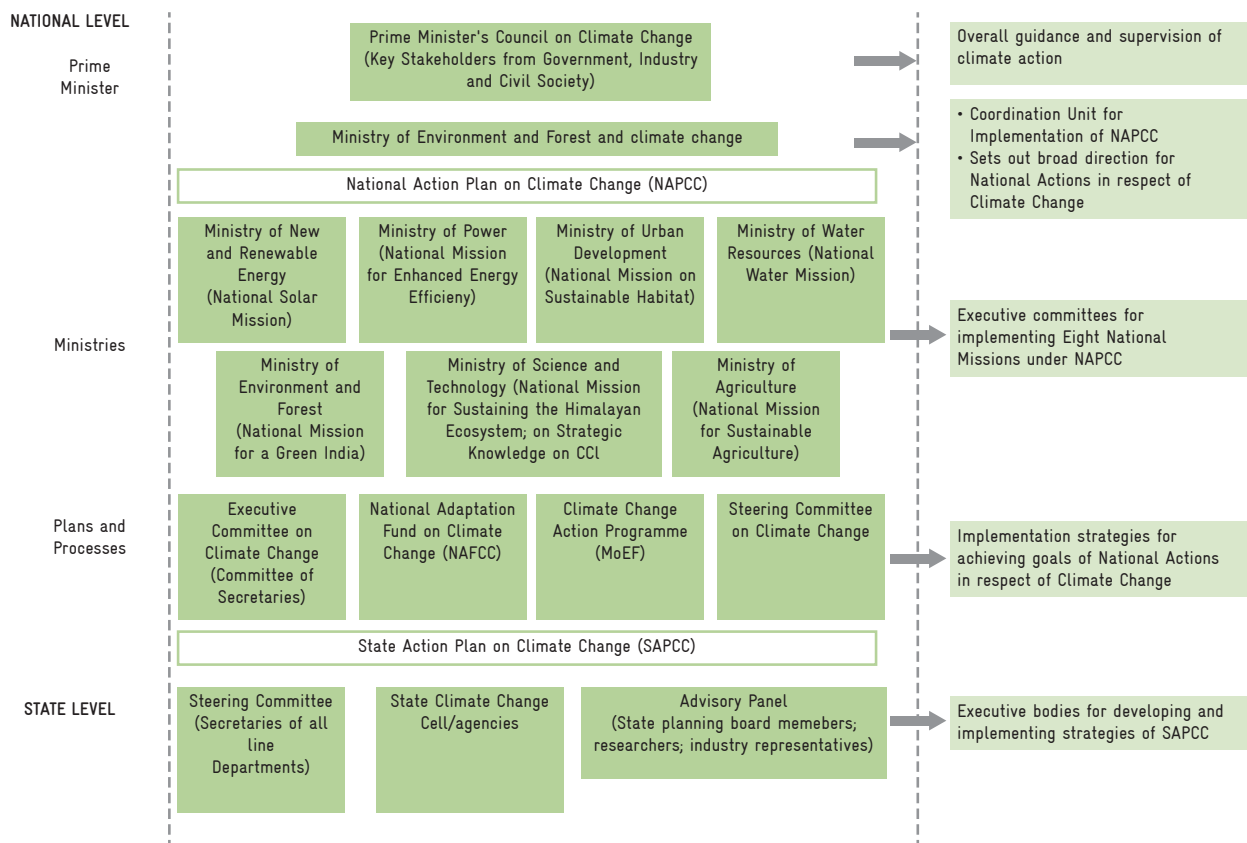 NATIONAL LEVEL
Prime
Minister
Prime Minister's Council on Climate Change
(Key Stakeholders from Government, Industry
and Civil Society)
Overall guidance and supervision of
climate action
Ministry of Environment and Forest and climate change
• Coordination Unit for
Implementation of NAPCC
• Sets out broad direction for
National Actions in respect of
Climate Change
National Action Plan on Climate Change (NAPCC)
Ministries
Ministry of New
and Renewable
Energy
(National Solar
Mission)
Ministry of Power
(National Mission
for Enhanced Energy
Efficieny)
Ministry of Urban
Development
(National Mission on
Sustainable Habitat)
Ministry of Water
Resources (National
Water Mission)
Ministry of
Environment and
Forest
(National Mission
for a Green India)
Ministry of Science and
Technology (National Mission
for Sustaining the Himalayan
Ecosystem; on Strategic
Knowledge on CCl
Ministry of
Agriculture
(National Mission
for Sustainable
Agriculture)
Executive committees for
implementing Eight National
Missions under NAPCC
Plans and
Processes
Executive
Committee on
Climate Change
(Committee of
Secretaries)
National Adaptation
Fund on Climate
Change (NAFCC)
Climate Change
Action Programme
(MoEF)
Steering Committee
on Climate Change
Implementation strategies for
achieving goals of National Actions
in respect of Climate Change
State Action Plan on Climate Change (SAPCC)
STATE LEVEL
Steering Committee
(Secretaries of all
line
Departments)
State Climate Change
Cell/agencies
Advisory Panel
(State planning board memebers;
researchers; industry representatives)
Executive bodies for developing and
implementing strategies of SAPCC